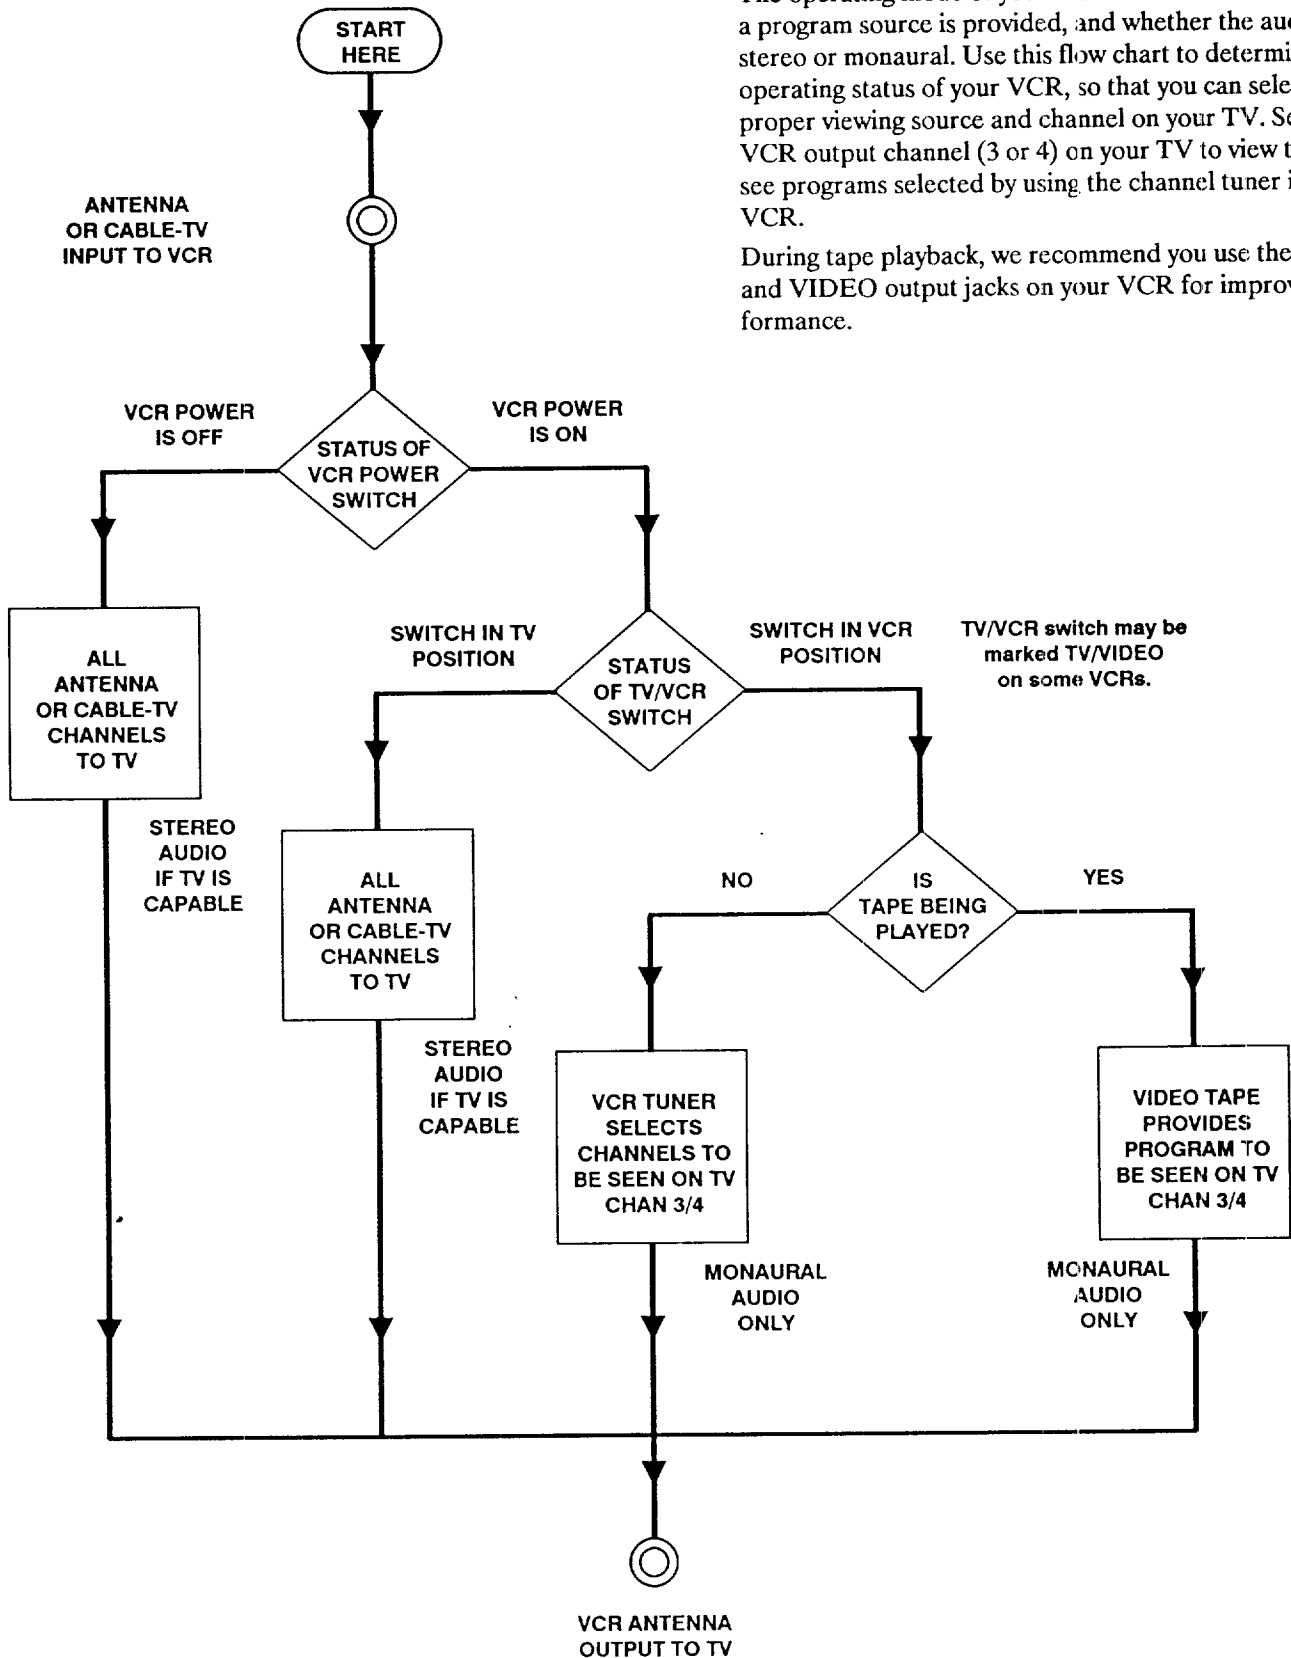 a program source is provided, and whether the au
stereo or monaural. Use this flow chart to determi
operating status of your VCR, so that you can sele
proper viewing source and channel on your TV. Se
VCR output channel (3 or 4) on your TV to view t
see programs selected by using the channel tuner i
VCR.
During tape playback, we recommend you use the
and VIDEO output jacks on your VCR for improv
formance.
START
HERE
ANTENNA
OR CABLE-TV
INPUT TO VCR
VCR POWER
IS OFF
STATUS OF
VCR POWER
SWITCH
VCR POWER
IS ON
ALL
ANTENNA
OR CABLE-TV
CHANNELS
TO TV
STEREO
AUDIO
IF TV IS
CAPABLE
SWITCH IN TV
POSITION
STATUS
OF TV/VCR
SWITCH
SWITCH IN VCR
POSITION
TV/VCR switch may be
marked TV/VIDEO
on some VCRs.
ALL
ANTENNA
OR CABLE-TV
CHANNELS
TO TV
STEREO
AUDIO
IF TV IS
CAPABLE
NO
IS
TAPE BEING
PLAYED?
YES
VCR TUNER
SELECTS
CHANNELS TO
BE SEEN ON TV
CHAN 3/4
MONAURAL
AUDIO
ONLY
VIDEO TAPE
PROVIDES
PROGRAM TO
BE SEEN ON TV
CHAN 3/4
MONAURAL
AUDIO
ONLY
VCR ANTENNA
OUTPUT TO TV